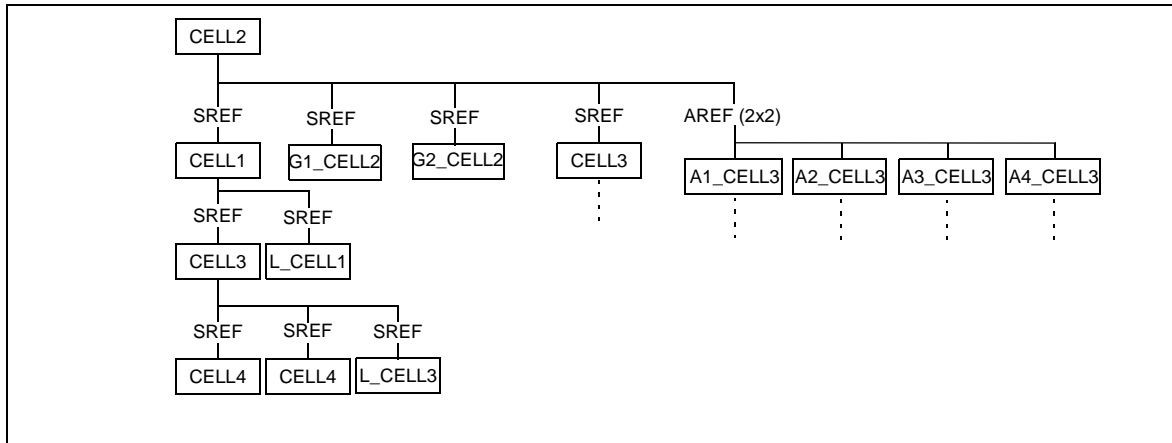 CELL2
SREF
SREF
SREF
SREF
AREF (2x2)
CELL1
G1_CELL2
G2_CELL2
CELL3
A1_CELL3
A2_CELL3
A3_CELL3
A4_CELL3
SREF
SREF
CELL3
L_CELL1
SREF
SREF
SREF
CELL4
CELL4
L_CELL3